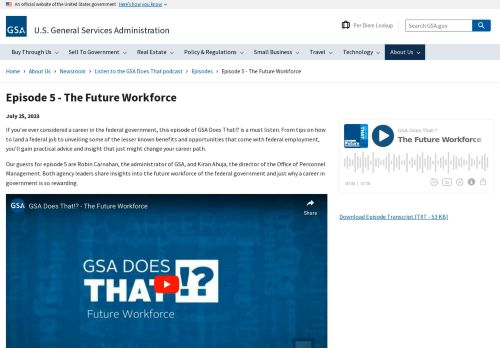 An official website of the United States government Here's how you know
GSA U.S. General Services Administration
Per Diem Lookup
Search GSA.gov
Buy Through Us Sell To Government Real Estate Policy & Regulations Small Business Travel Technology About Us
Home › About Us › Newsroom › Listen to the GSA Does That podcast › Episodes › Episode 5 - The Future Workforce
Episode 5 - The Future Workforce
July 25, 2023
If you've ever considered a career in the federal government, this episode of GSA Does That!? is a must listen. From tips on how
to land a federal job to unveiling some of the lesser known benefits and opportunities that come with federal employment,
you'll gain practical advice and insight that just might change your career path.
Our guests for episode 5 are Robin Carnahan, the administrator of GSA, and Kiran Ahuja, the director of the Office of Personnel
Management. Both agency leaders share insights into the future workforce of the federal government and just why a career in
government is so rewarding.
GSA GSA Does That!? - The Future Workforce
Share
GSA DOES
THAT!?
Future Workforce
THAT
GSA Does That!?
The Future Workforce
Download Episode Transcript [TXT - 53 KB]